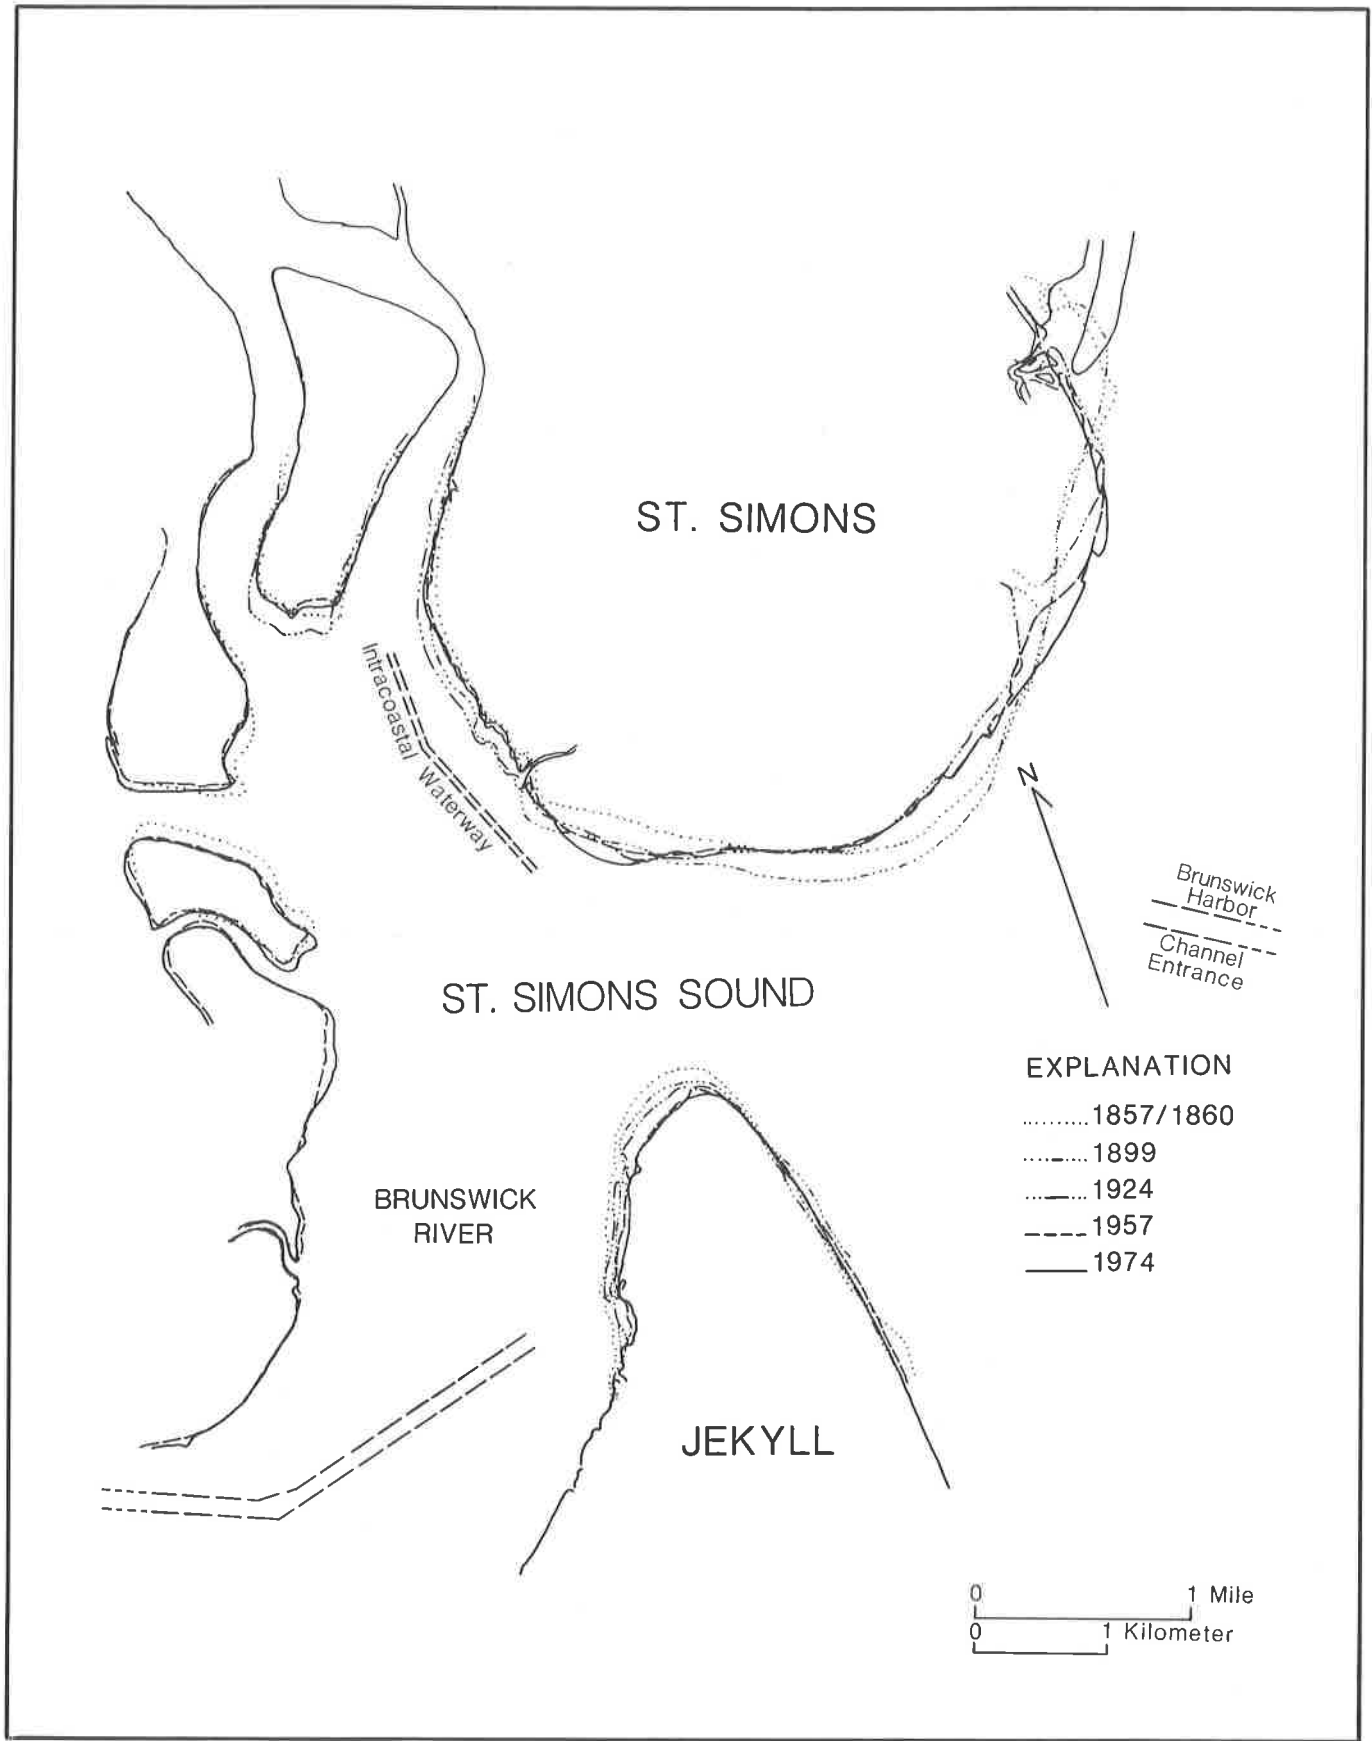 ST. SIMONS
Intracoastal Waterway
N
Brunswick
Harbor
Channel
Entrance
ST. SIMONS SOUND
EXPLANATION
1857/1860
1899
1924
1957
1974
BRUNSWICK
RIVER
JEKYLL
0 1 Mile
0 1 Kilometer